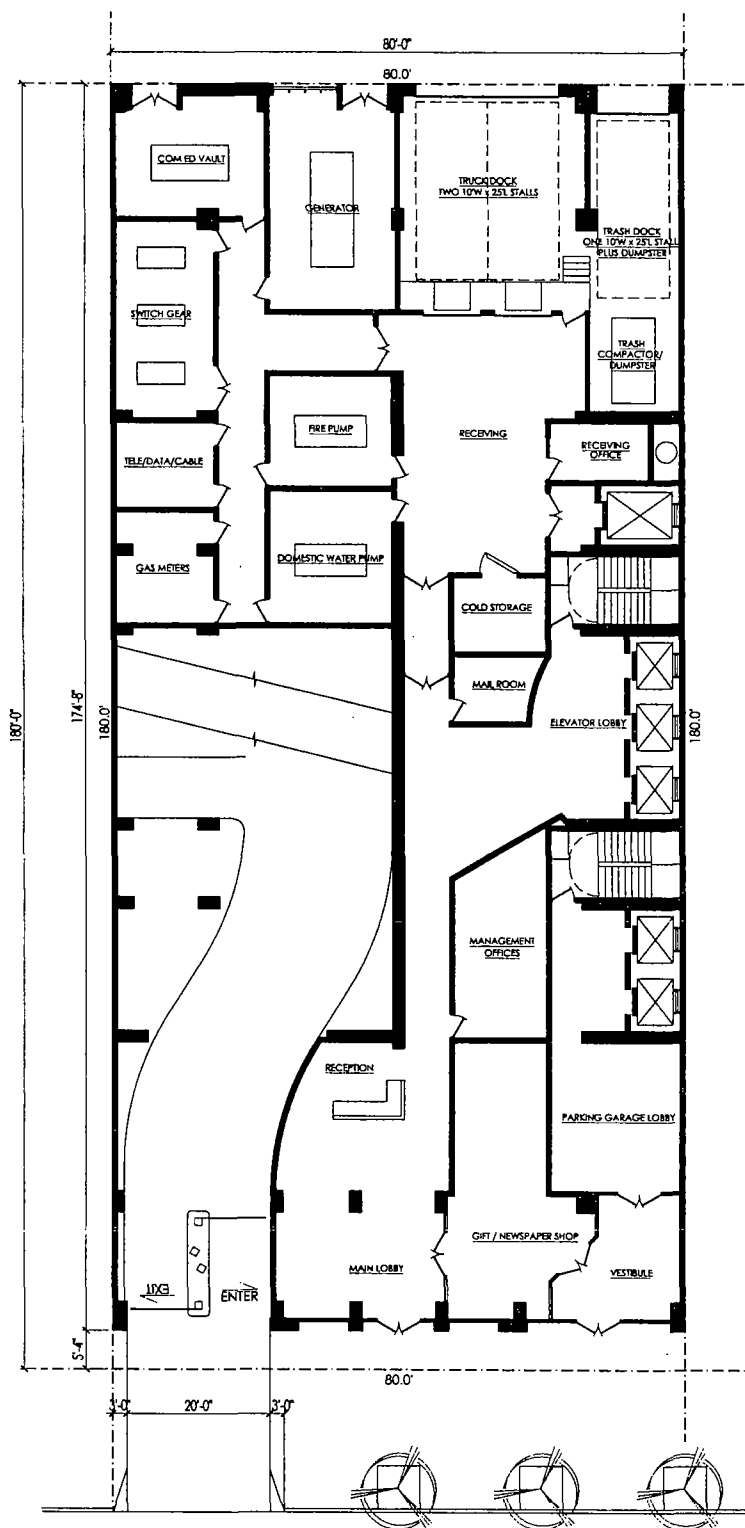 80'-0"
80.0'
COM ED VAULT
GENERATOR
TRUCK DOCK
TWO 10'W x 25'L STALLS
TRASH DOCK
ONE 10'W x 25'L STALL
PLUS DUMPSTER
SWITCH GEAR
TRASH
COMPACTOR/
DUMPSTER
FIRE PUMP
RECEIVING
RECEIVING
OFFICE
TELE/DATA/CABLE
DOMESTIC WATER PUMP
GAS METERS
COLD STORAGE
MAIL ROOM
ELEVATOR LOBBY
180'-0"
174'-8"
180.0'
180.0'
MANAGEMENT
OFFICES
RECEPTION
PARKING GARAGE LOBBY
GIFT / NEWSPAPER SHOP
MAIN LOBBY
VESTIBULE
EXIT
ENTER
5'-4"
80.0'
3'-0"
20'-0"
3'-0"